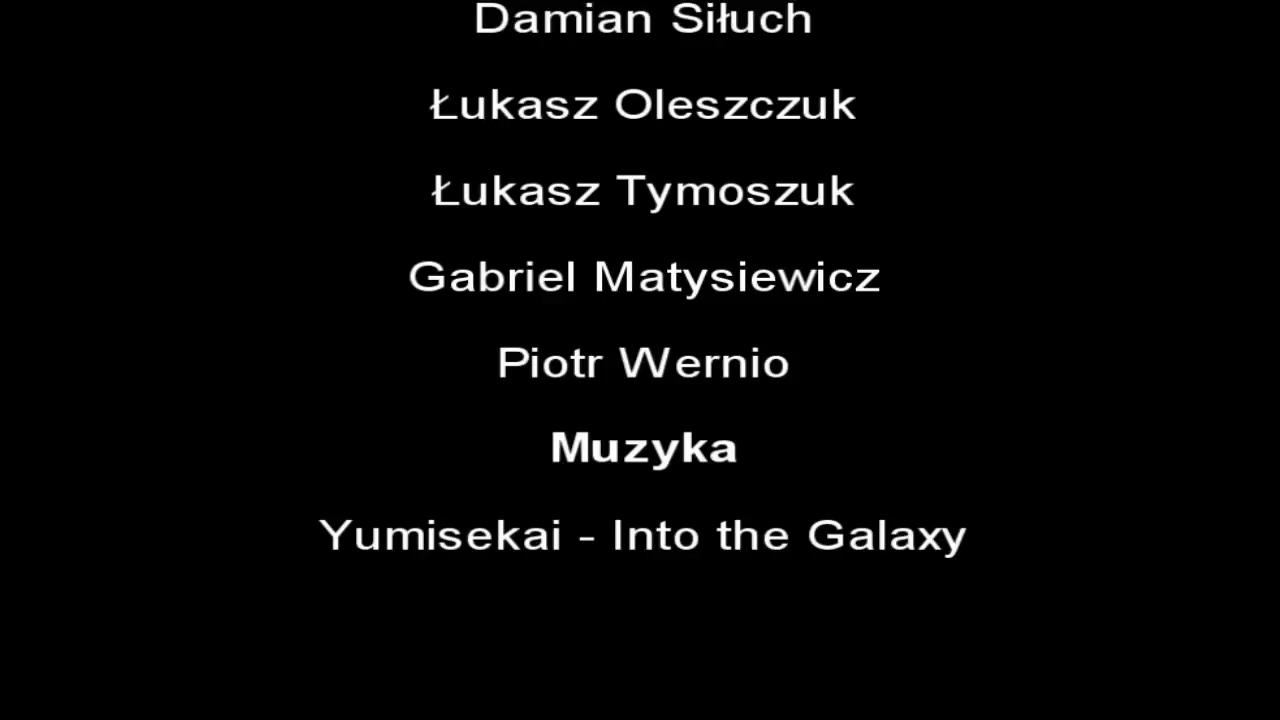 Damian Siłuch
Łukasz Oleszczuk
Łukasz Tymoszuk
Gabriel Matysiewicz
Piotr Wernio
Muzyka
Yumisekai - Into the Galaxy